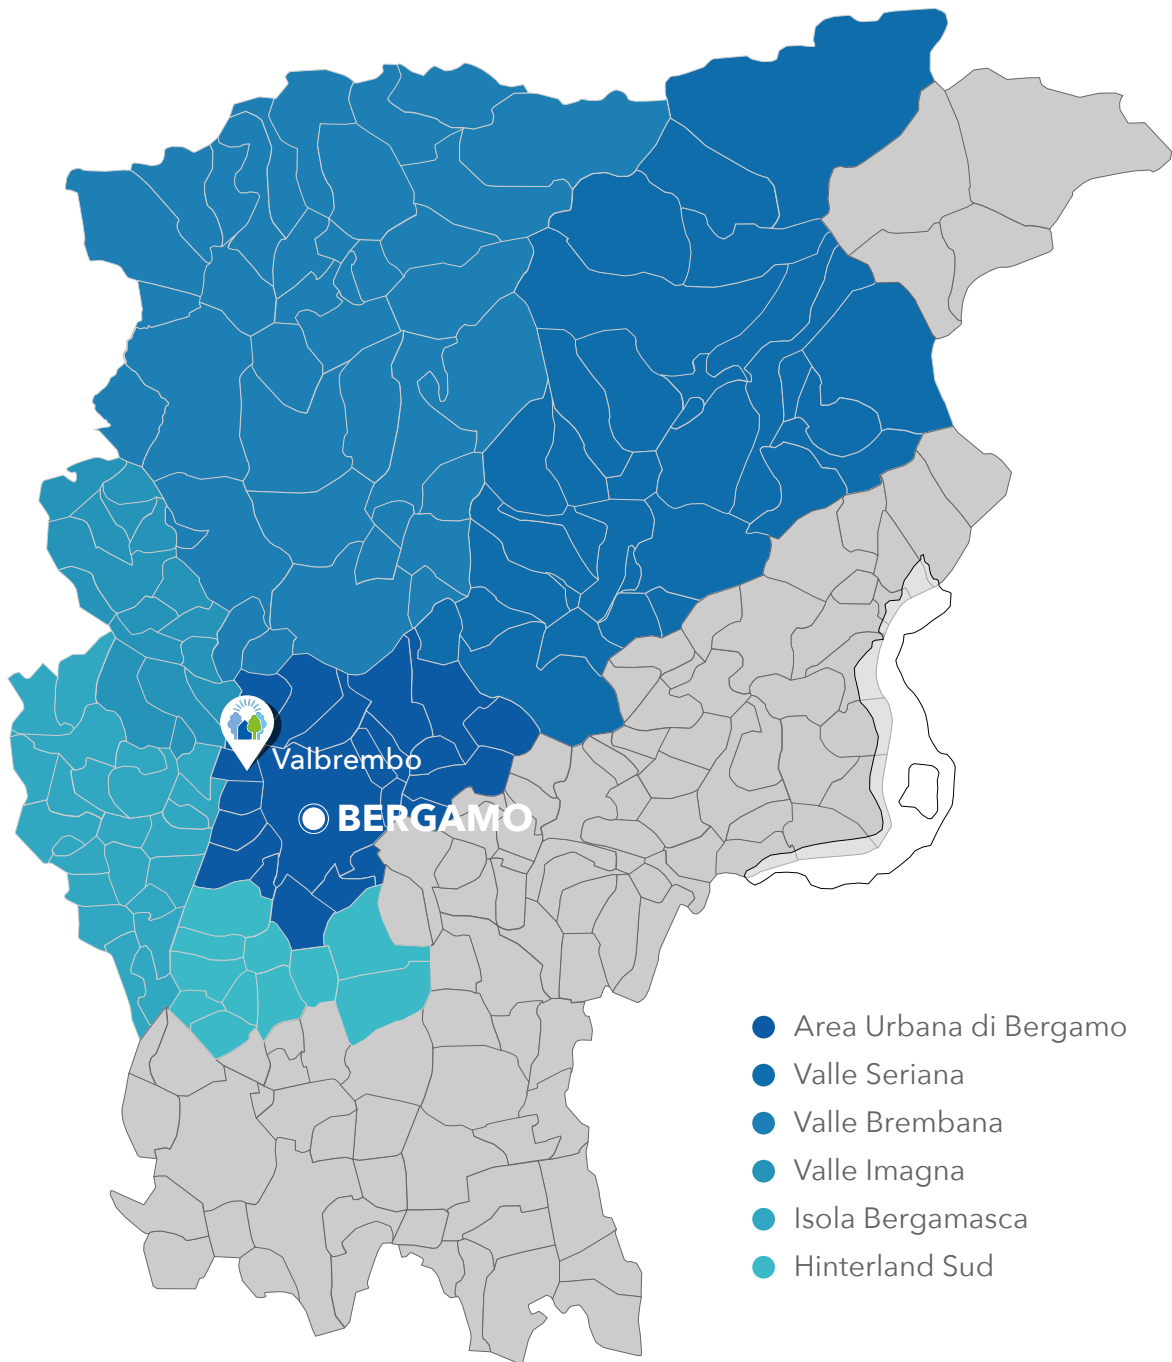 Valbrembo
BERGAMO
Area Urbana di Bergamo
Valle Seriana
Valle Brembana
Valle Imagna
Isola Bergamasca
Hinterland Sud